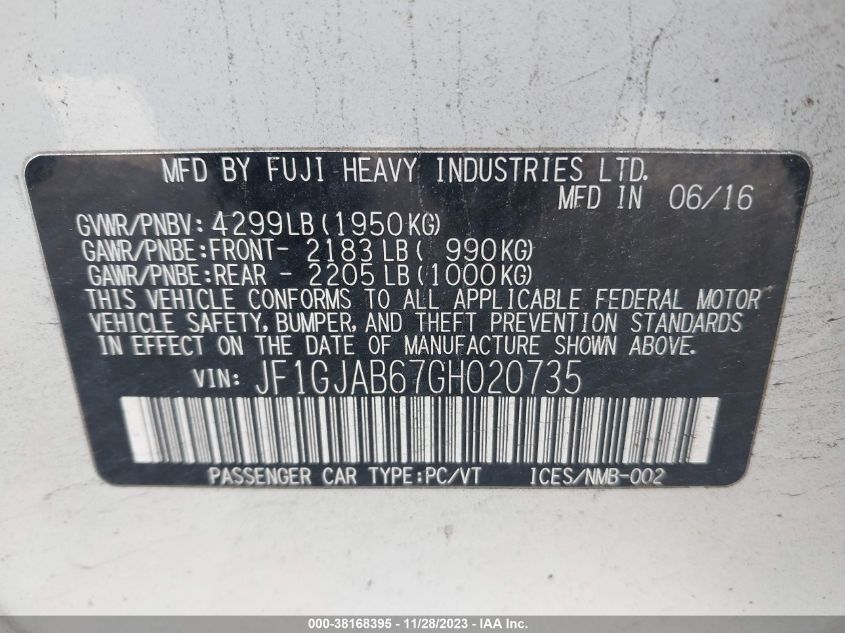 MFD BY FUJI HEAVY INDUSTRIES LTD.
MFD IN 06/16
GVWR/PNBV: 4299LB(1950KG)
GAWR/PNBE:FRONT- 2183LB( 990KG)
GAWR/PNBE:REAR - 2205LB(1000KG)
THIS VEHICLE CONFORMS TO ALL APPLICABLE FEDERAL MOTOR
VEHICLE SAFETY, BUMPER, AND THEFT PREVENTION STANDARDS
IN EFFECT ON THE DATE OF MANUFACTURE SHOWN ABOVE.
VIN: JF1GJAB67GH020735
PASSENGER CAR TYPE:PC/VT ICES/NMB-002
000-38168395 - 11/28/2023 - IAA Inc.